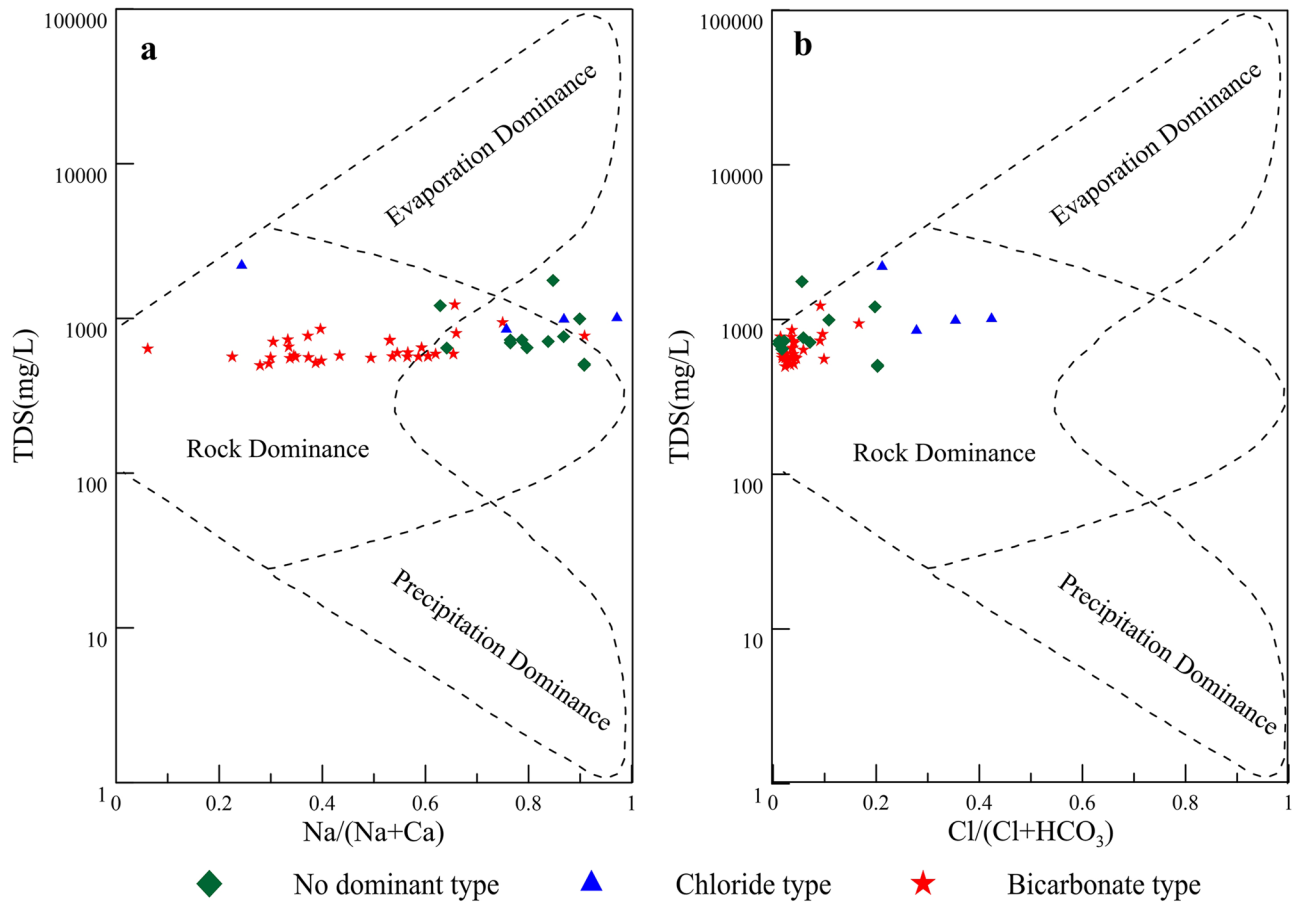 a
TDS(mg/L)
100000
10000
1000
100
10
1
Evaporation Dominance
Rock Dominance
Precipitation Dominance
0
0.2
0.4
0.6
0.8
1
Na/(Na+Ca)
b
TDS(mg/L)
100000
10000
1000
100
10
1
Evaporation Dominance
Rock Dominance
Precipitation Dominance
0
0.2
0.4
0.6
0.8
1
Cl/(Cl+HCO₃)
No dominant type
Chloride type
Bicarbonate type